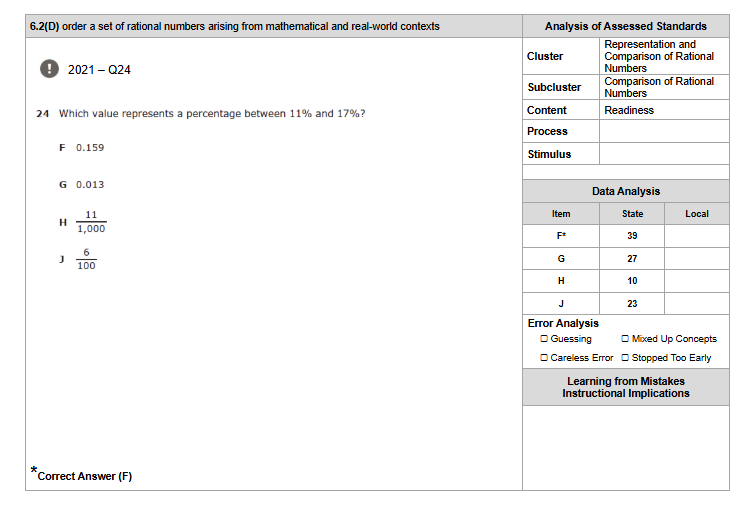 6.2(D) order a set of rational numbers arising from mathematical and real-world contexts
! 2021 – Q24
24 Which value represents a percentage between 11% and 17%?
F 0.159
G 0.013
H 11
1,000
J 6
100
*Correct Answer (F)
Analysis of Assessed Standards
Cluster Representation and
Comparison of Rational
Numbers
Subcluster Comparison of Rational
Numbers
Content Readiness
Process
Stimulus
Data Analysis
Item State Local
F* 39
G 27
H 10
J 23
Error Analysis
☐ Guessing ☐ Mixed Up Concepts
☐ Careless Error ☐ Stopped Too Early
Learning from Mistakes
Instructional Implications